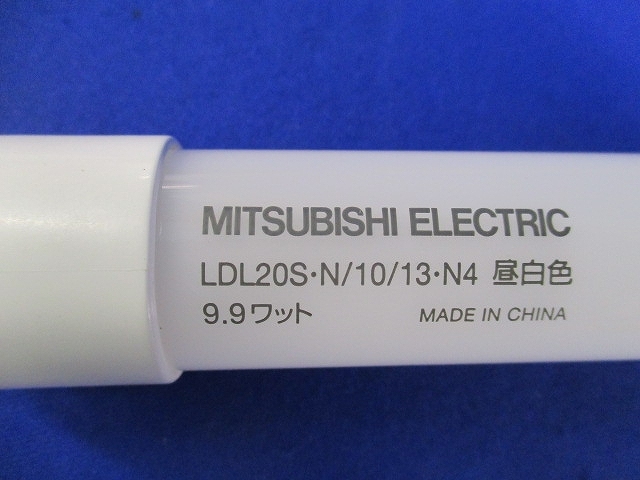 MITSUBISHI ELECTRIC
LDL20S・N/10/13・N4 昼白色
9.9ワット MADE IN CHINA